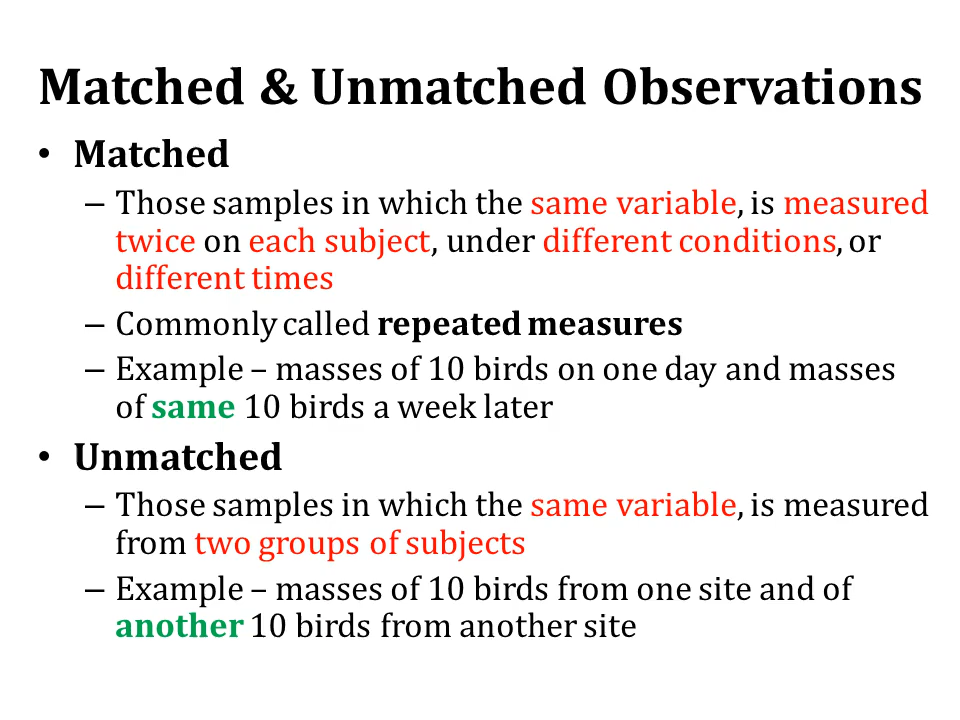 Matched & Unmatched Observations
• Matched
– Those samples in which the same variable, is measured
twice on each subject, under different conditions, or
different times
– Commonly called repeated measures
– Example – masses of 10 birds on one day and masses
of same 10 birds a week later
• Unmatched
– Those samples in which the same variable, is measured
from two groups of subjects
– Example – masses of 10 birds from one site and of
another 10 birds from another site